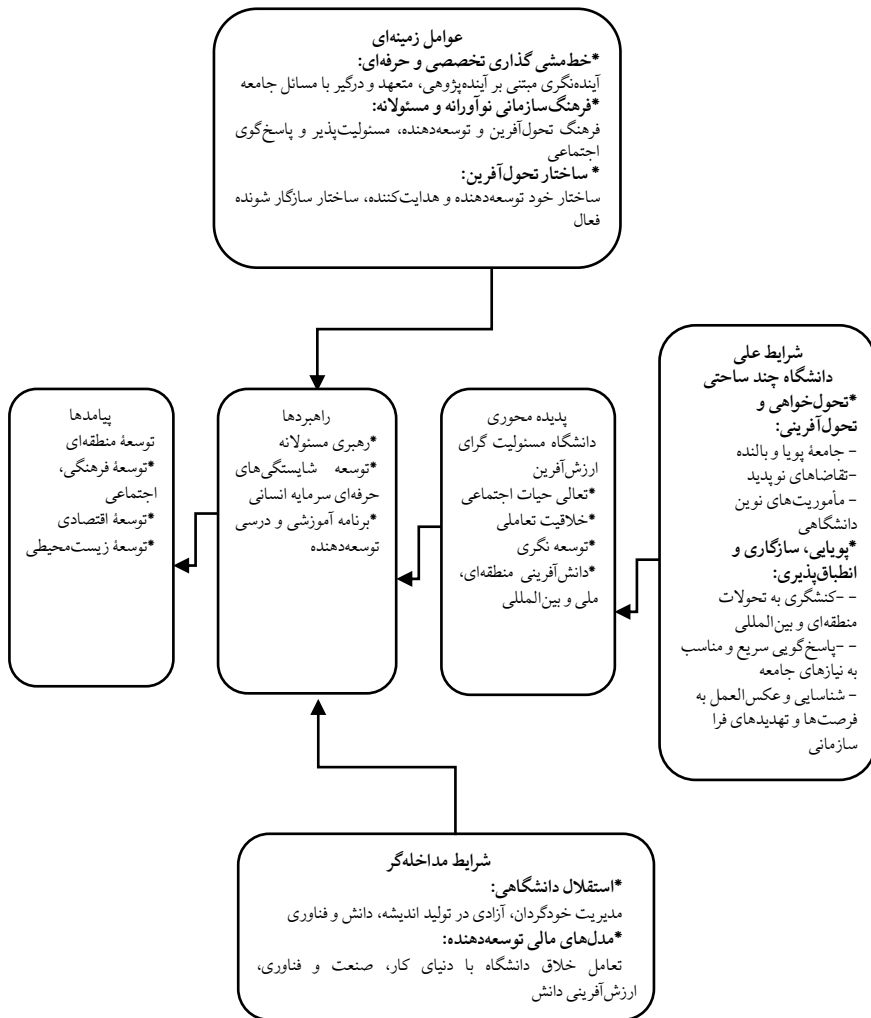 عوامل زمینه‌ای
*خط‌مشی گذاری تخصصی و حرفه‌ای:
آینده‌نگری مبتنی بر آینده‌پژوهی، متعهد و درگیر با مسائل جامعه
*فرهنگ‌سازمانی نوآورانه و مسئولانه:
فرهنگ تحول‌آفرین و توسعه‌دهنده، مسئولیت‌پذیر و پاسخ‌گوی
اجتماعی
* ساختار تحول‌آفرین:
ساختار خود توسعه‌دهنده و هدایت‌کننده، ساختار سازگار شونده
فعال
شرایط علی
دانشگاه چند ساحتی
*تحول‌خواهی و
تحول‌آفرینی:
- جامعۀ پویا و بالنده
-تقاضاهای نوپدید
- مأموریت‌های نوین
دانشگاهی
*پویایی، سازگاری و
انطباق‌پذیری:
- -کنشگری به تحولات
منطقه‌ای و بین‌المللی
- -پاسخ‌گویی سریع و مناسب
به نیازهای جامعه
- شناسایی و عکس‌العمل به
فرصت‌ها و تهدیدهای فرا
سازمانی
پدیده محوری
دانشگاه مسئولیت گرای
ارزش‌آفرین
*تعالی حیات اجتماعی
*خلاقیت تعاملی
*توسعه نگری
*دانش‌آفرینی منطقه‌ای،
ملی و بین‌المللی
راهبردها
*رهبری مسئولانه
*توسعه شایستگی‌های
حرفه‌ای سرمایه انسانی
*برنامه آموزشی و درسی
توسعه‌دهنده
پیامدها
توسعۀ منطقه‌ای
*توسعۀ فرهنگی،
اجتماعی
*توسعۀ اقتصادی
*توسعۀ زیست‌محیطی
شرایط مداخله‌گر
*استقلال دانشگاهی:
مدیریت خودگردان، آزادی در تولید اندیشه، دانش و فناوری
*مدل‌های مالی توسعه‌دهنده:
تعامل خلاق دانشگاه با دنیای کار، صنعت و فناوری،
ارزش‌آفرینی دانش